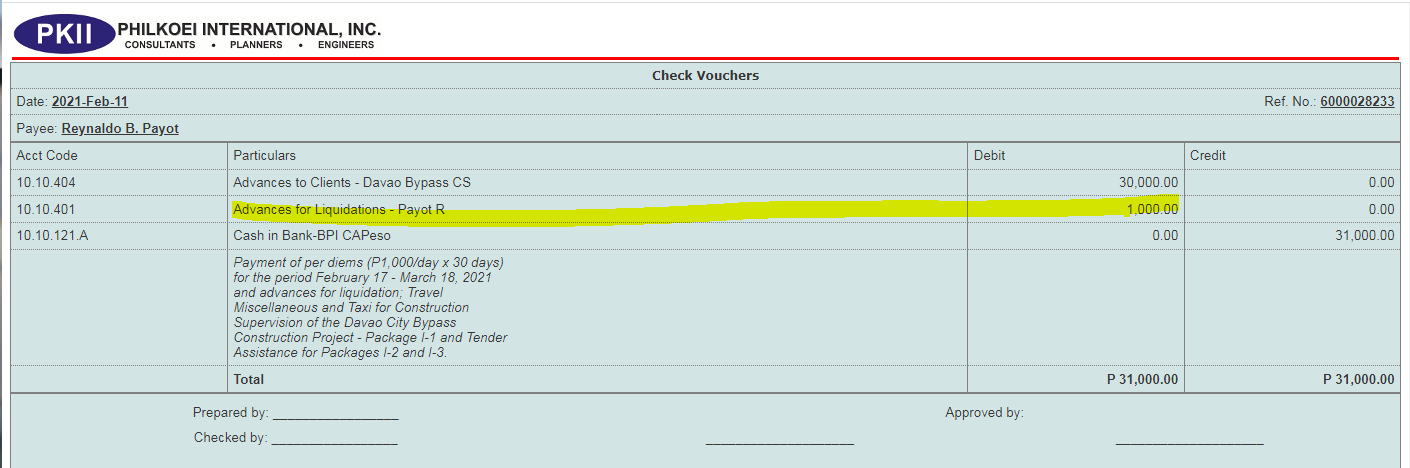 PKII PHILKOEI INTERNATIONAL, INC.
CONSULTANTS • PLANNERS • ENGINEERS
Check Vouchers
Date: 2021-Feb-11 Ref. No.: 6000028233
Payee: Reynaldo B. Payot
Acct Code Particulars Debit Credit
10.10.404 Advances to Clients - Davao Bypass CS 30,000.00 0.00
10.10.401 Advances for Liquidations - Payot R 1,000.00 0.00
10.10.121.A Cash in Bank-BPI CAPeso 0.00 31,000.00
Payment of per diems (P1,000/day x 30 days)
for the period February 17 - March 18, 2021
and advances for liquidation; Travel
Miscellaneous and Taxi for Construction
Supervision of the Davao City Bypass
Construction Project - Package I-1 and Tender
Assistance for Packages I-2 and I-3.
Total P 31,000.00 P 31,000.00
Prepared by: _________________ Approved by:
Checked by: _________________ ____________________ ____________________